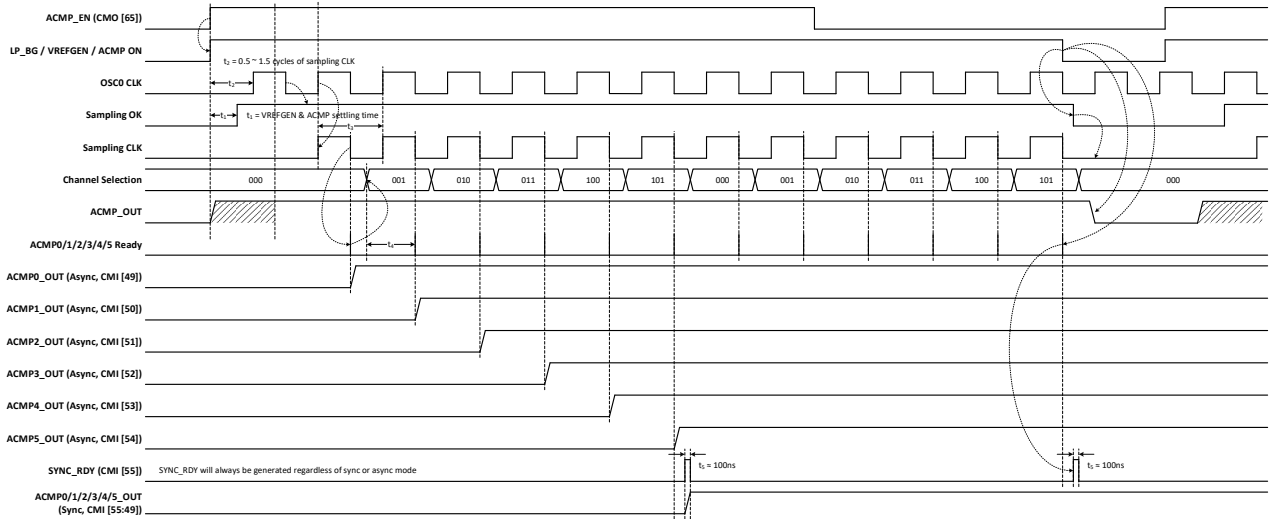 ACMP_EN (CMO [65])
LP_BG / VREFGEN / ACMP ON
t₂ = 0.5 ~ 1.5 cycles of sampling CLK
OSC0 CLK
t₂
Sampling OK
t₁
t₁ = VREFGEN & ACMP settling time
t₃
Sampling CLK
Channel Selection 000 001 010 011 100 101 000 001 010 011 100 101 000
ACMP_OUT
ACMP0/1/2/3/4/5 Ready
t₄
ACMP0_OUT (Async, CMI [49])
ACMP1_OUT (Async, CMI [50])
ACMP2_OUT (Async, CMI [51])
ACMP3_OUT (Async, CMI [52])
ACMP4_OUT (Async, CMI [53])
ACMP5_OUT (Async, CMI [54])
SYNC_RDY (CMI [55]) SYNC_RDY will always be generated regardless of sync or async mode t₅ = 100ns t₅ = 100ns
ACMP0/1/2/3/4/5_OUT
(Sync, CMI [55:49])